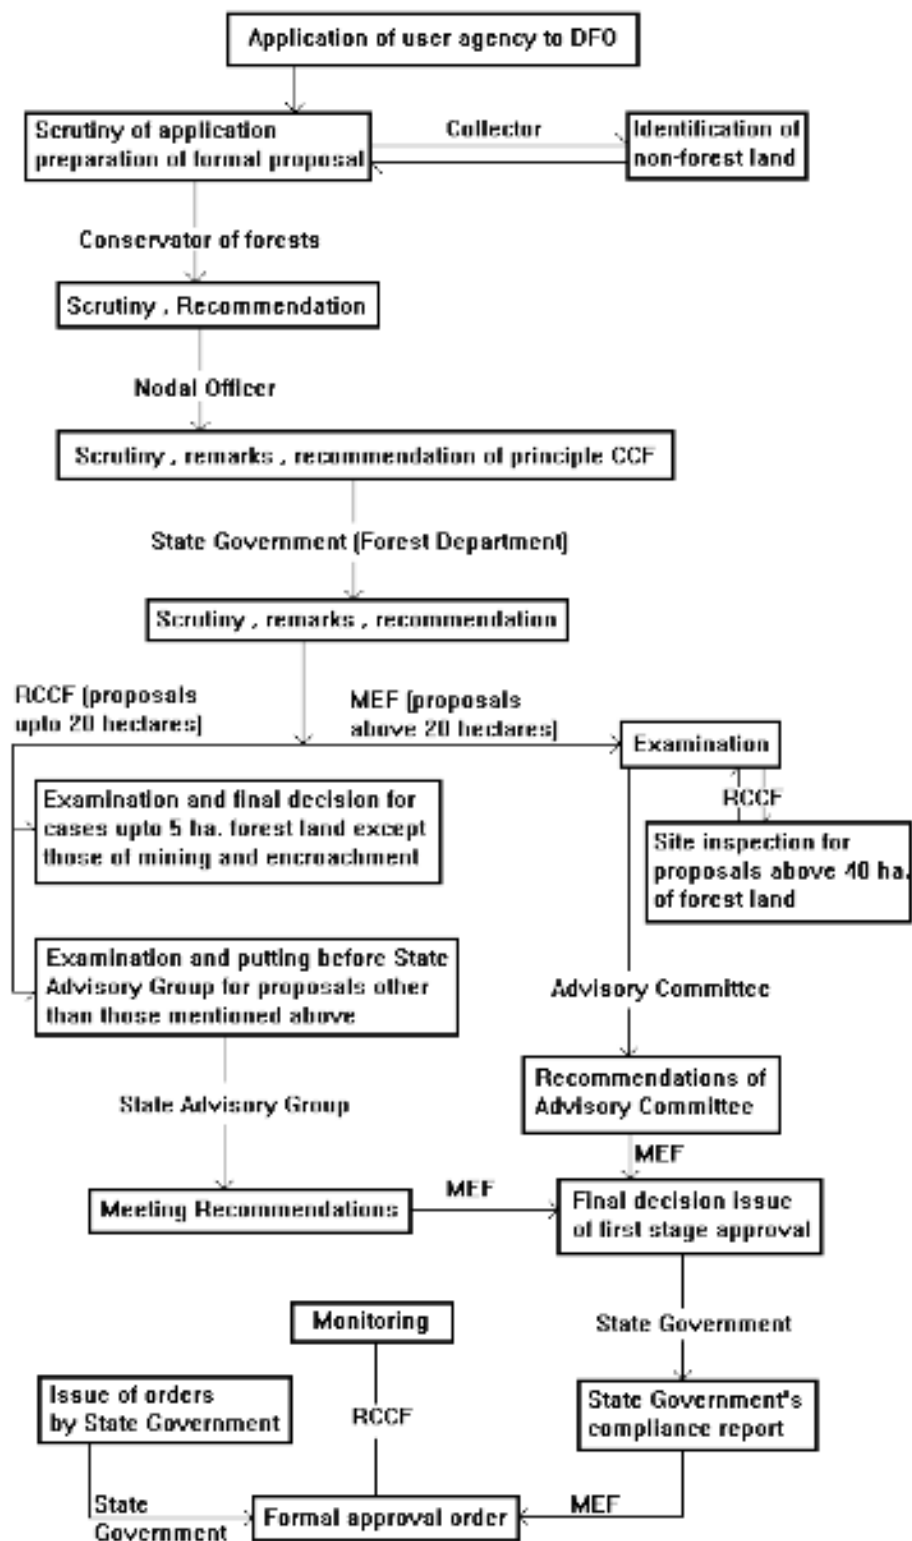 Application of user agency to DFO
Scrutiny of application
preparation of formal proposal
Collector
Identification of
non-forest land
Conservator of forests
Scrutiny , Recommendation
Nodal Officer
Scrutiny , remarks , recommendation of principle CCF
State Government (Forest Department)
Scrutiny , remarks , recommendation
RCCF (proposals
upto 20 hectares)
MEF (proposals
above 20 hectares)
Examination
Examination and final decision for
cases upto 5 ha. forest land except
those of mining and encroachment
RCCF
Site inspection for
proposals above 40 ha.
of forest land
Examination and putting before State
Advisory Group for proposals other
than those mentioned above
Advisory Committee
State Advisory Group
Recommendations of
Advisory Committee
MEF
Meeting Recommendations
MEF
Final decision issue
of first stage approval
State Government
Monitoring
Issue of orders
by State Government
RCCF
State Government's
compliance report
State
Government
Formal approval order
MEF